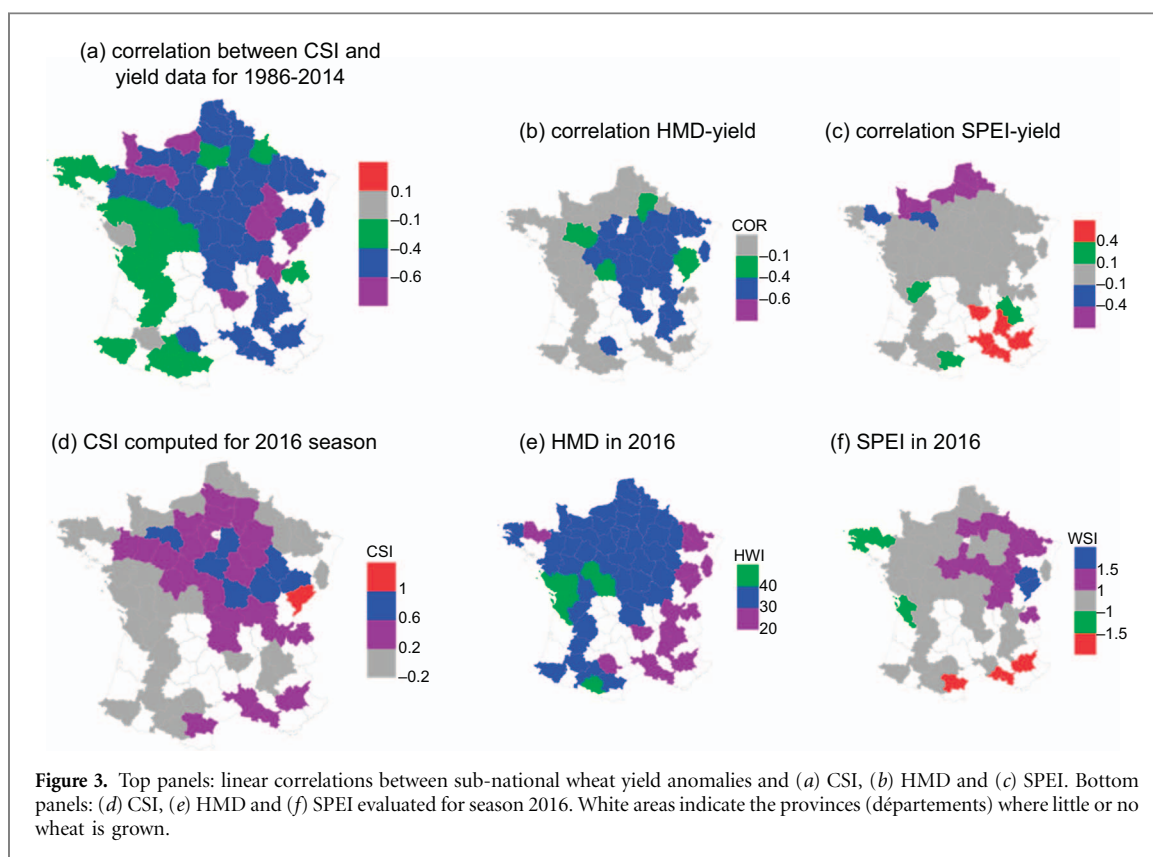 (a) correlation between CSI and
yield data for 1986-2014
0.1
–0.1
–0.4
–0.6
(b) correlation HMD-yield
COR
–0.1
–0.4
–0.6
(c) correlation SPEI-yield
0.4
0.1
–0.1
–0.4
(d) CSI computed for 2016 season
CSI
1
0.6
0.2
–0.2
(e) HMD in 2016
HWI
40
30
20
(f) SPEI in 2016
WSI
1.5
1
–1
–1.5
Figure 3. Top panels: linear correlations between sub-national wheat yield anomalies and (a) CSI, (b) HMD and (c) SPEI. Bottom
panels: (d) CSI, (e) HMD and (f) SPEI evaluated for season 2016. White areas indicate the provinces (départements) where little or no
wheat is grown.